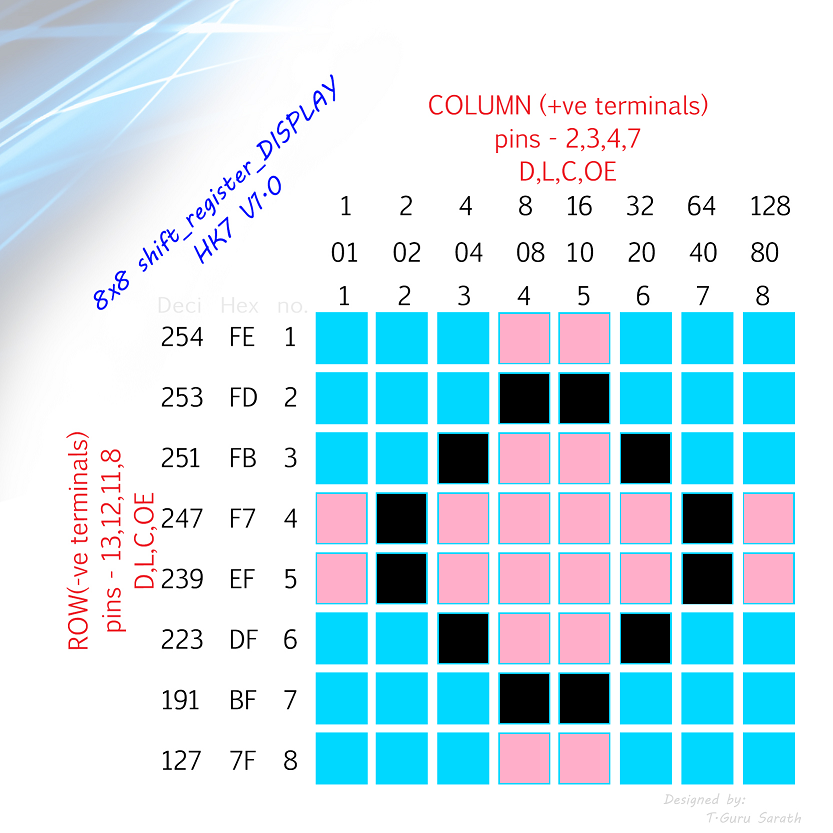 8x8 shift_register_DISPLAY
HK7 V1.0
COLUMN (+ve terminals)
pins - 2,3,4,7
D,L,C,OE
1 2 4 8 16 32 64 128
01 02 04 08 10 20 40 80
1 2 3 4 5 6 7 8
Deci Hex no.
254 FE 1
253 FD 2
251 FB 3
247 F7 4
239 EF 5
223 DF 6
191 BF 7
127 7F 8
ROW(-ve terminals)
pins - 13,12,11,8
D,L,C,OE
Designed by:
T-Guru Sarath